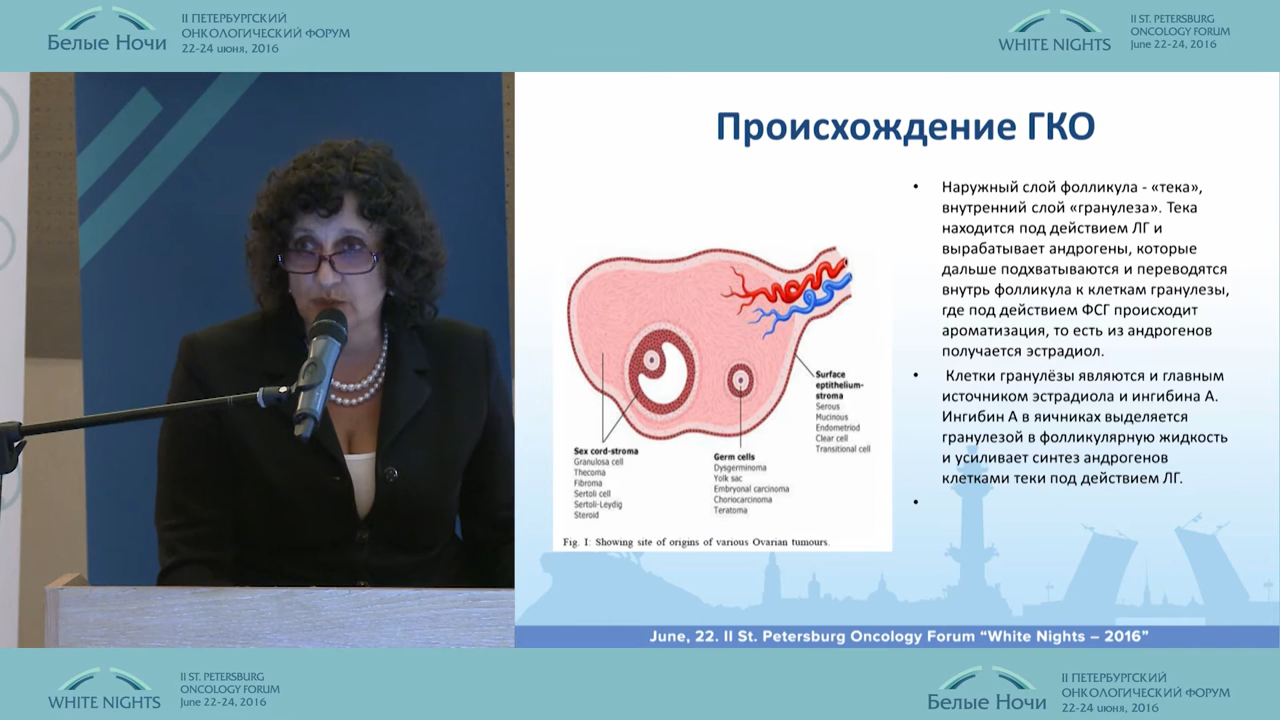 Белые Ночи
II ПЕТЕРБУРГСКИЙ
ОНКОЛОГИЧЕСКИЙ ФОРУМ
22-24 июня, 2016
WHITE NIGHTS
II ST. PETERSBURG
ONCOLOGY FORUM
June 22-24, 2016
Происхождение ГКО
• Наружный слой фолликула - «тека»,
внутренний слой «гранулеза». Тека
находится под действием ЛГ и
вырабатывает андрогены, которые
дальше подхватываются и переводятся
внутрь фолликула к клеткам гранулезы,
где под действием ФСГ происходит
ароматизация, то есть из андрогенов
получается эстрадиол.
• Клетки гранулёзы являются и главным
источником эстрадиола и ингибина А.
Ингибин А в яичниках выделяется
гранулезой в фолликулярную жидкость
и усиливает синтез андрогенов
клетками теки под действием ЛГ.
•
Sex cord-stroma
Granulosa cell
Thecoma
Fibroma
Sertoli cell
Sertoli-Leydig
Steroid
Germ cells
Dysgerminoma
Yolk sac
Embryonal carcinoma
Choriocarcinoma
Teratoma
Surface
eptithelium-
stroma
Serous
Mucinous
Endometriod
Clear cell
Transitional cell
Fig. I: Showing site of origins of various Ovarian tumours.
June, 22. II St. Petersburg Oncology Forum “White Nights – 2016”
WHITE NIGHTS
II ST. PETERSBURG
ONCOLOGY FORUM
June 22-24, 2016
Белые Ночи
II ПЕТЕРБУРГСКИЙ
ОНКОЛОГИЧЕСКИЙ ФОРУМ
22-24 июня, 2016